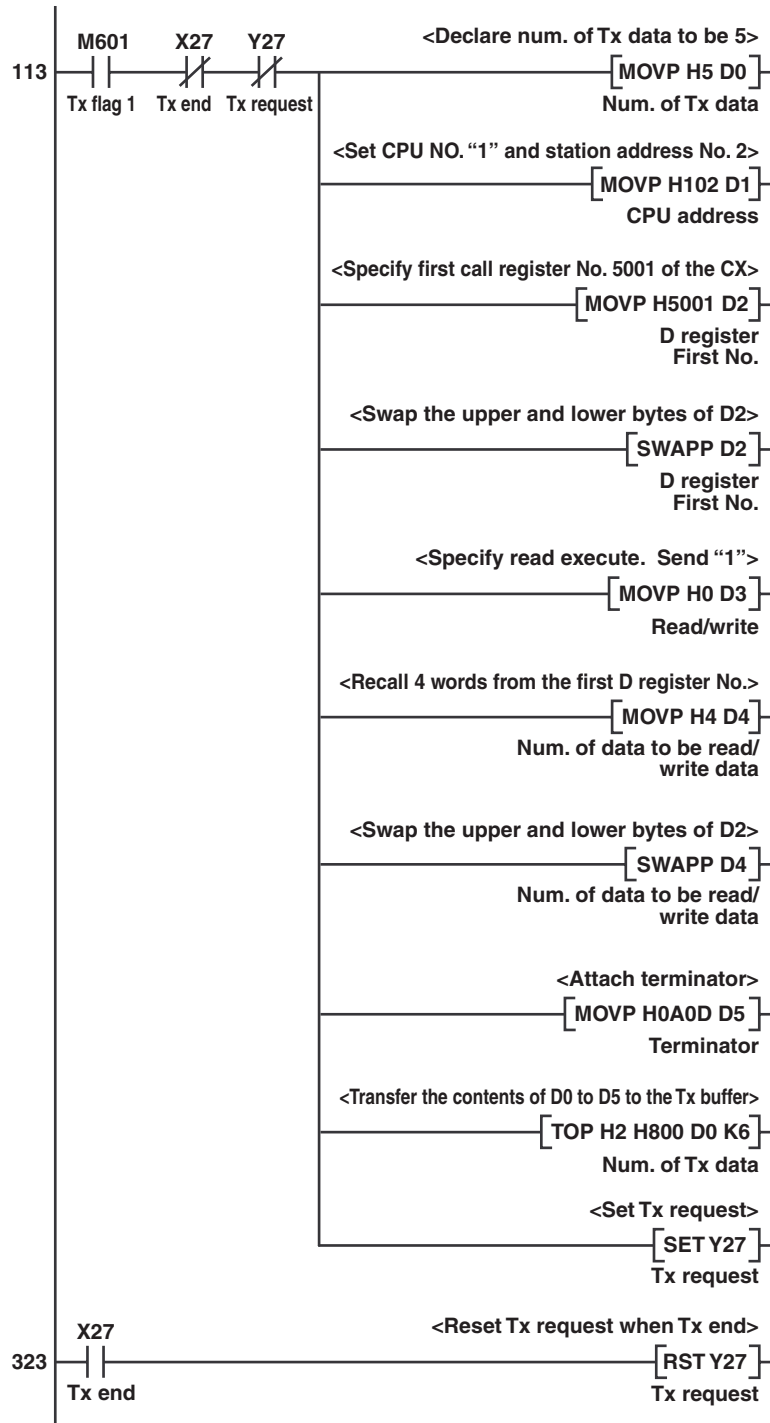 <Declare num. of Tx data to be 5>
M601 X27 Y27
113 MOVP H5 D0
Tx flag 1 Tx end Tx request Num. of Tx data
<Set CPU NO. “1” and station address No. 2>
MOVP H102 D1
CPU address
<Specify first call register No. 5001 of the CX>
MOVP H5001 D2
D register
First No.
<Swap the upper and lower bytes of D2>
SWAPP D2
D register
First No.
<Specify read execute. Send “1”>
MOVP H0 D3
Read/write
<Recall 4 words from the first D register No.>
MOVP H4 D4
Num. of data to be read/
write data
<Swap the upper and lower bytes of D2>
SWAPP D4
Num. of data to be read/
write data
<Attach terminator>
MOVP H0A0D D5
Terminator
<Transfer the contents of D0 to D5 to the Tx buffer>
TOP H2 H800 D0 K6
Num. of Tx data
<Set Tx request>
SET Y27
Tx request
X27 <Reset Tx request when Tx end>
323 RST Y27
Tx end Tx request